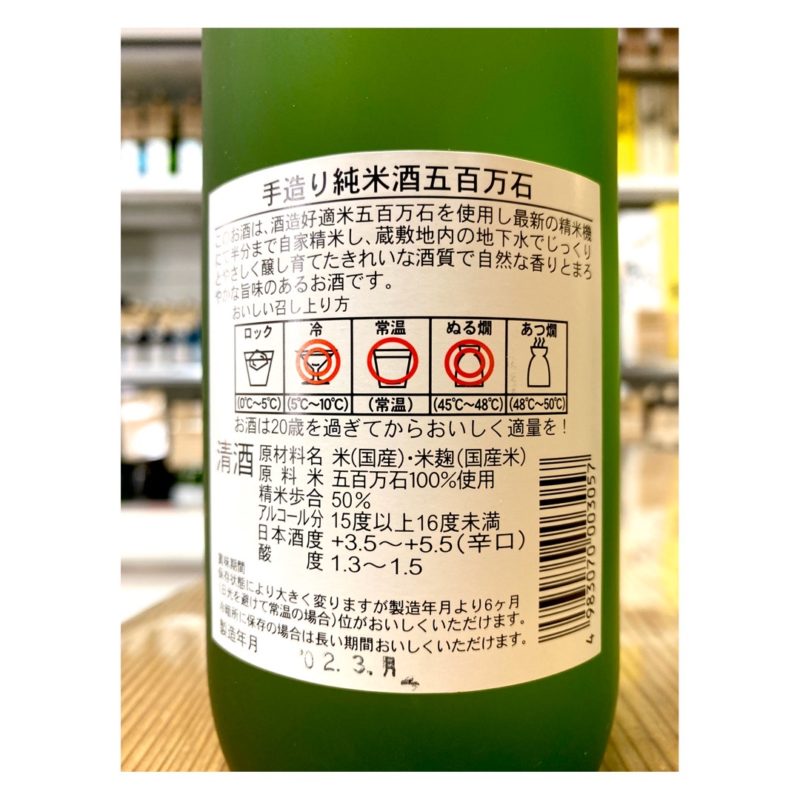 手造り純米酒五百万石
このお酒は、酒造好適米五百万石を使用し最新の精米機
にて半分まで自家精米し、蔵敷地内の地下水でじっくり
とやさしく醸し育てたきれいな酒質で自然な香りとまろ
やかな旨味のあるお酒です。
おいしい召し上り方
ロック 冷 常温 ぬる燗 あつ燗
(0℃〜5℃) (5℃〜10℃) (常温) (45℃〜48℃) (48℃〜50℃)
お酒は20歳を過ぎてからおいしく適量を!
清酒
原材料名 米(国産)・米麹(国産米)
原料米 五百万石100%使用
精米歩合 50%
アルコール分 15度以上16度未満
日本酒度 +3.5〜+5.5(辛口)
酸度 1.3〜1.5
賞味期間
保存状態により大きく変りますが製造年月より6ヶ月
(日光を避けて常温の場合)位がおいしくいただけます。
冷暗所に保存の場合は長い期間おいしくいただけます。
製造年月 '02.3.月
4 983070 003057